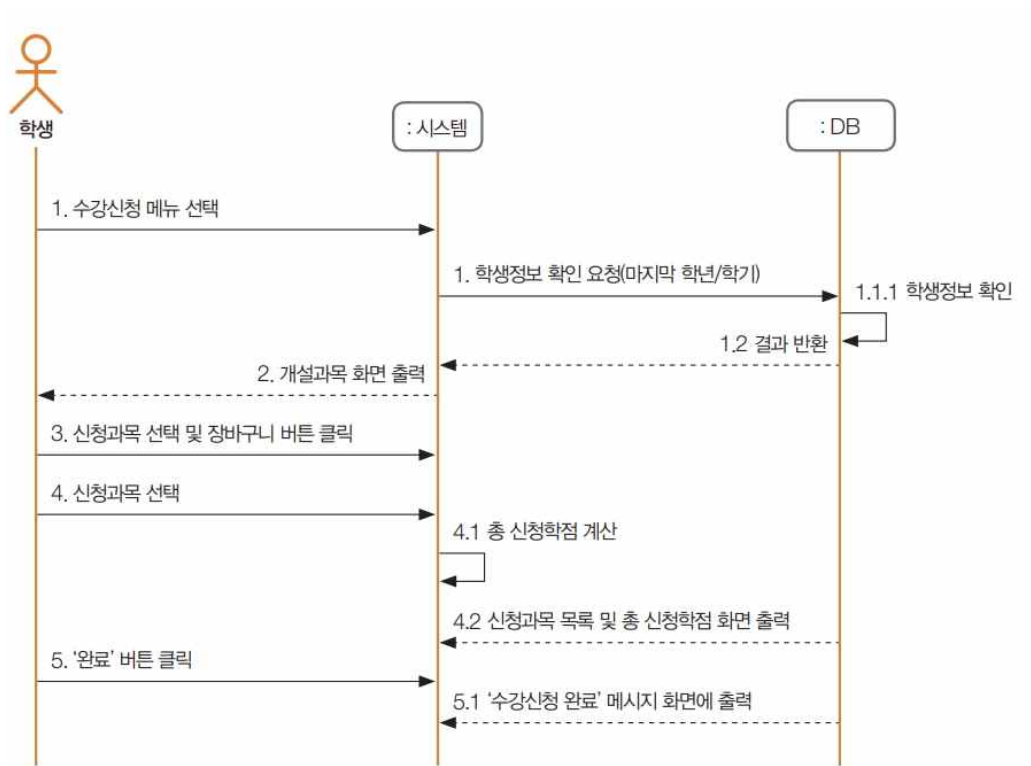 학생
: 시스템
: DB
1. 수강신청 메뉴 선택
1. 학생정보 확인 요청(마지막 학년/학기)
1.1.1 학생정보 확인
1.2 결과 반환
2. 개설과목 화면 출력
3. 신청과목 선택 및 장바구니 버튼 클릭
4. 신청과목 선택
4.1 총 신청학점 계산
4.2 신청과목 목록 및 총 신청학점 화면 출력
5. ‘완료’ 버튼 클릭
5.1 ‘수강신청 완료’ 메시지 화면에 출력